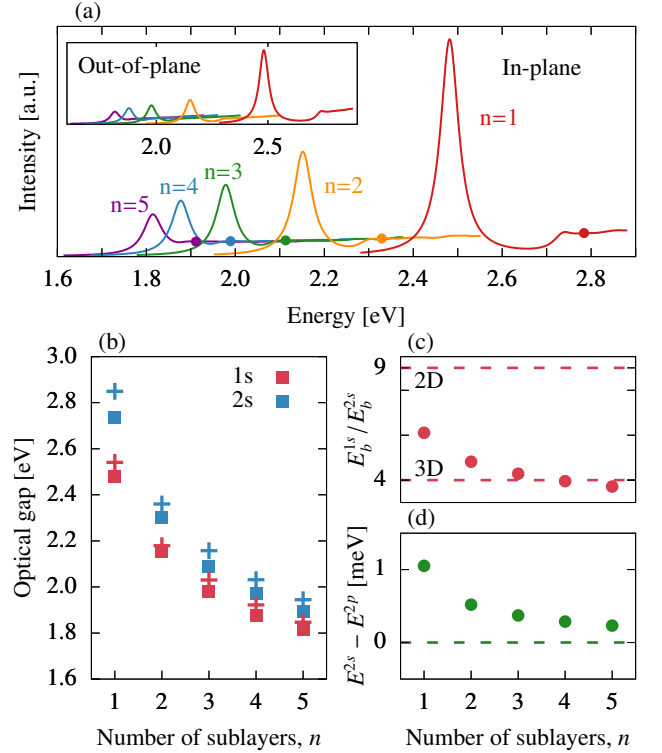 (a)
Out-of-plane
In-plane
2.0 2.5
n=1
n=2
n=3
n=4
n=5
Intensity [a.u.]
1.6 1.8 2.0 2.2 2.4 2.6 2.8
Energy [eV]
(b)
1s
2s
3.0
2.8
2.6
2.4
2.2
2.0
1.8
1.6
Optical gap [eV]
1 2 3 4 5
Number of sublayers, n
(c)
9
2D
3D
4
E_b^{1s} / E_b^{2s}
(d)
1
0
E^{2s} − E^{2p} [meV]
1 2 3 4 5
Number of sublayers, n